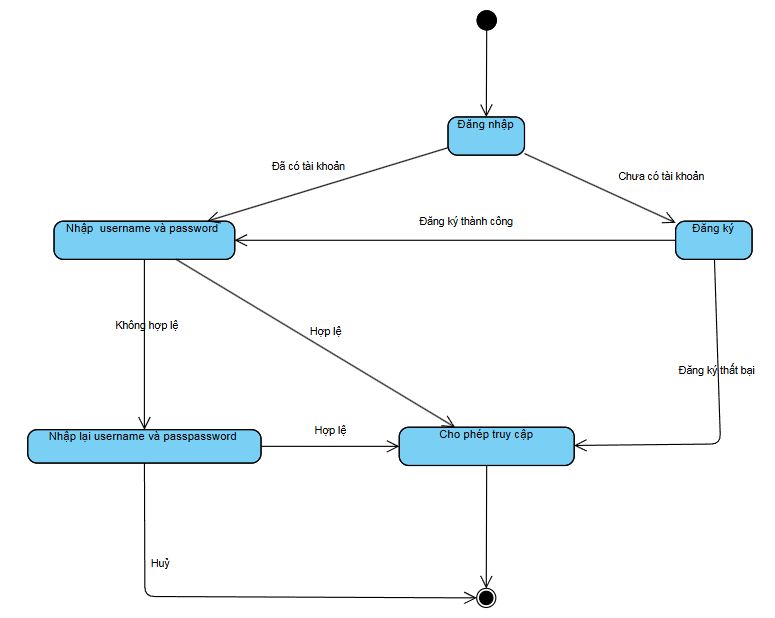 Đăng nhập
Đã có tài khoản
Chưa có tài khoản
Nhập  username và password
Đăng ký thành công
Đăng ký
Không hợp lệ
Hợp lệ
Đăng ký thất bại
Nhập lại username và passpassword
Hợp lệ
Cho phép truy cập
Huỷ